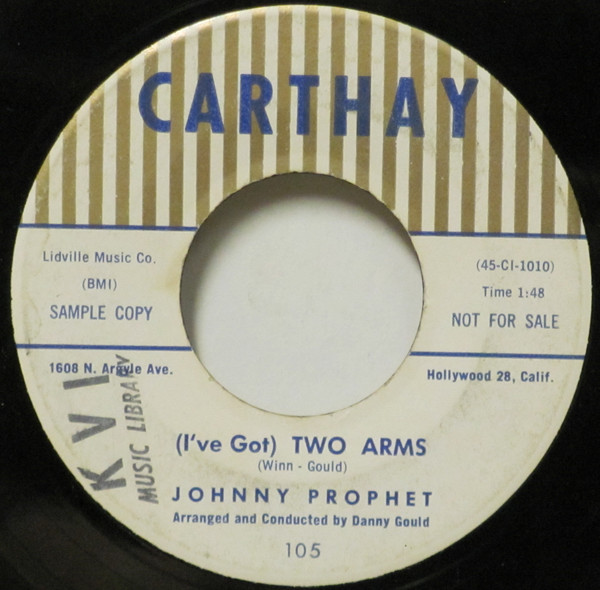 CARTHAY
Lidville Music Co.
(BMI)
SAMPLE COPY
(45-CI-1010)
Time 1:48
NOT FOR SALE
1608 N. Argyle Ave.
Hollywood 28, Calif.
KVI
MUSIC LIBRARY
(I've Got) TWO ARMS
(Winn - Gould)
JOHNNY PROPHET
Arranged and Conducted by Danny Gould
105